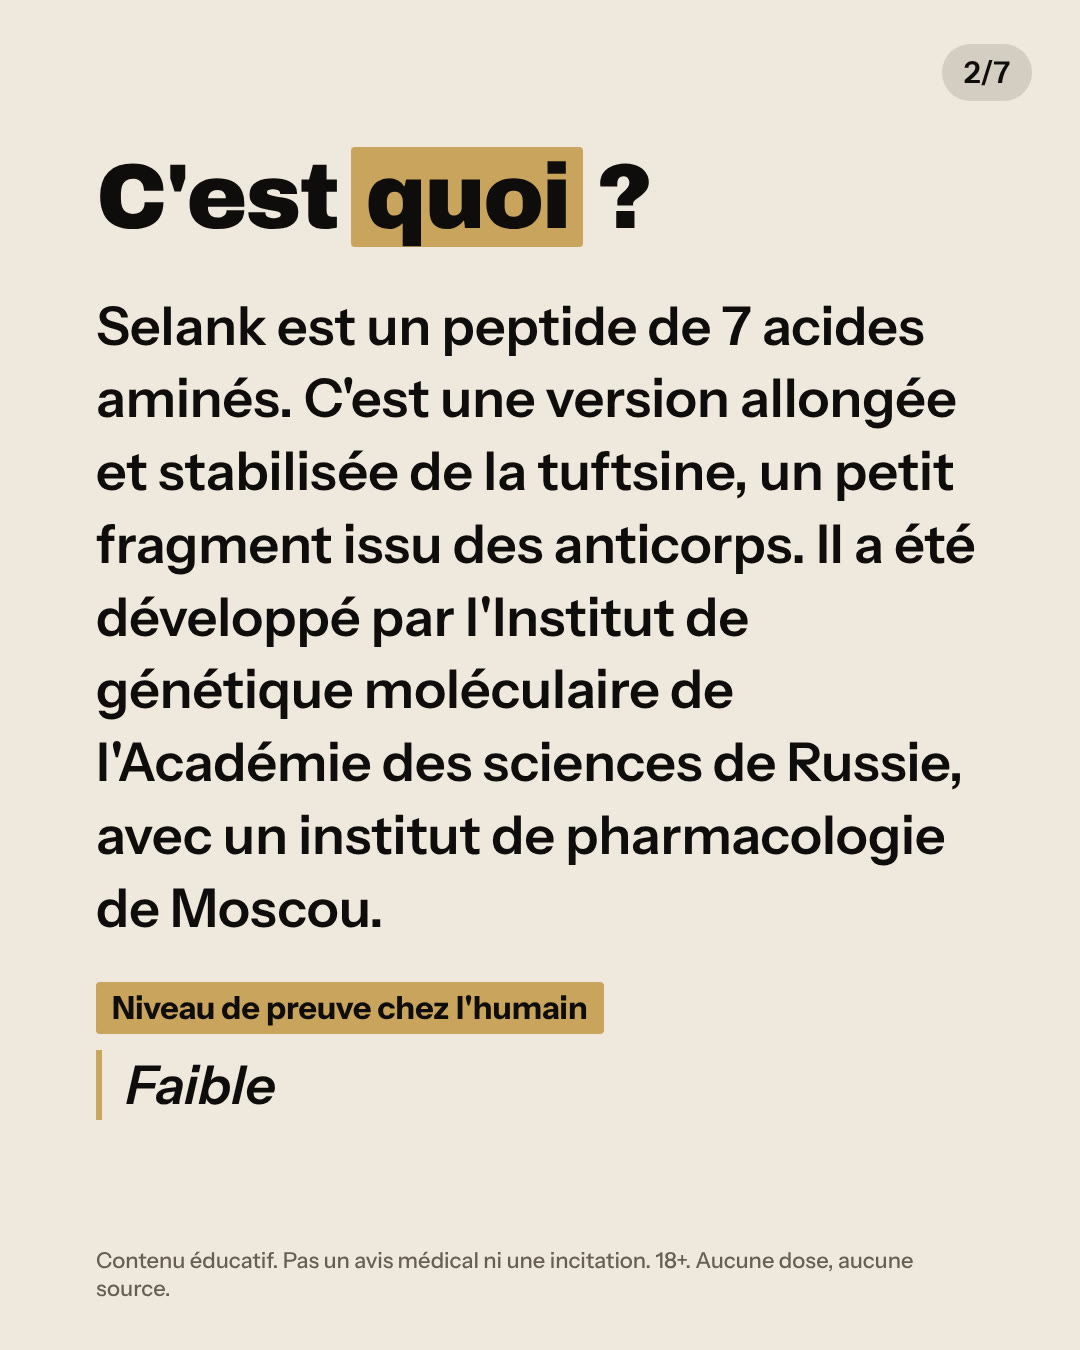 2/7
C'est quoi ?
Selank est un peptide de 7 acides
aminés. C'est une version allongée
et stabilisée de la tuftsine, un petit
fragment issu des anticorps. Il a été
développé par l'Institut de
génétique moléculaire de
l'Académie des sciences de Russie,
avec un institut de pharmacologie
de Moscou.
Niveau de preuve chez l'humain
Faible
Contenu éducatif. Pas un avis médical ni une incitation. 18+. Aucune dose, aucune
source.